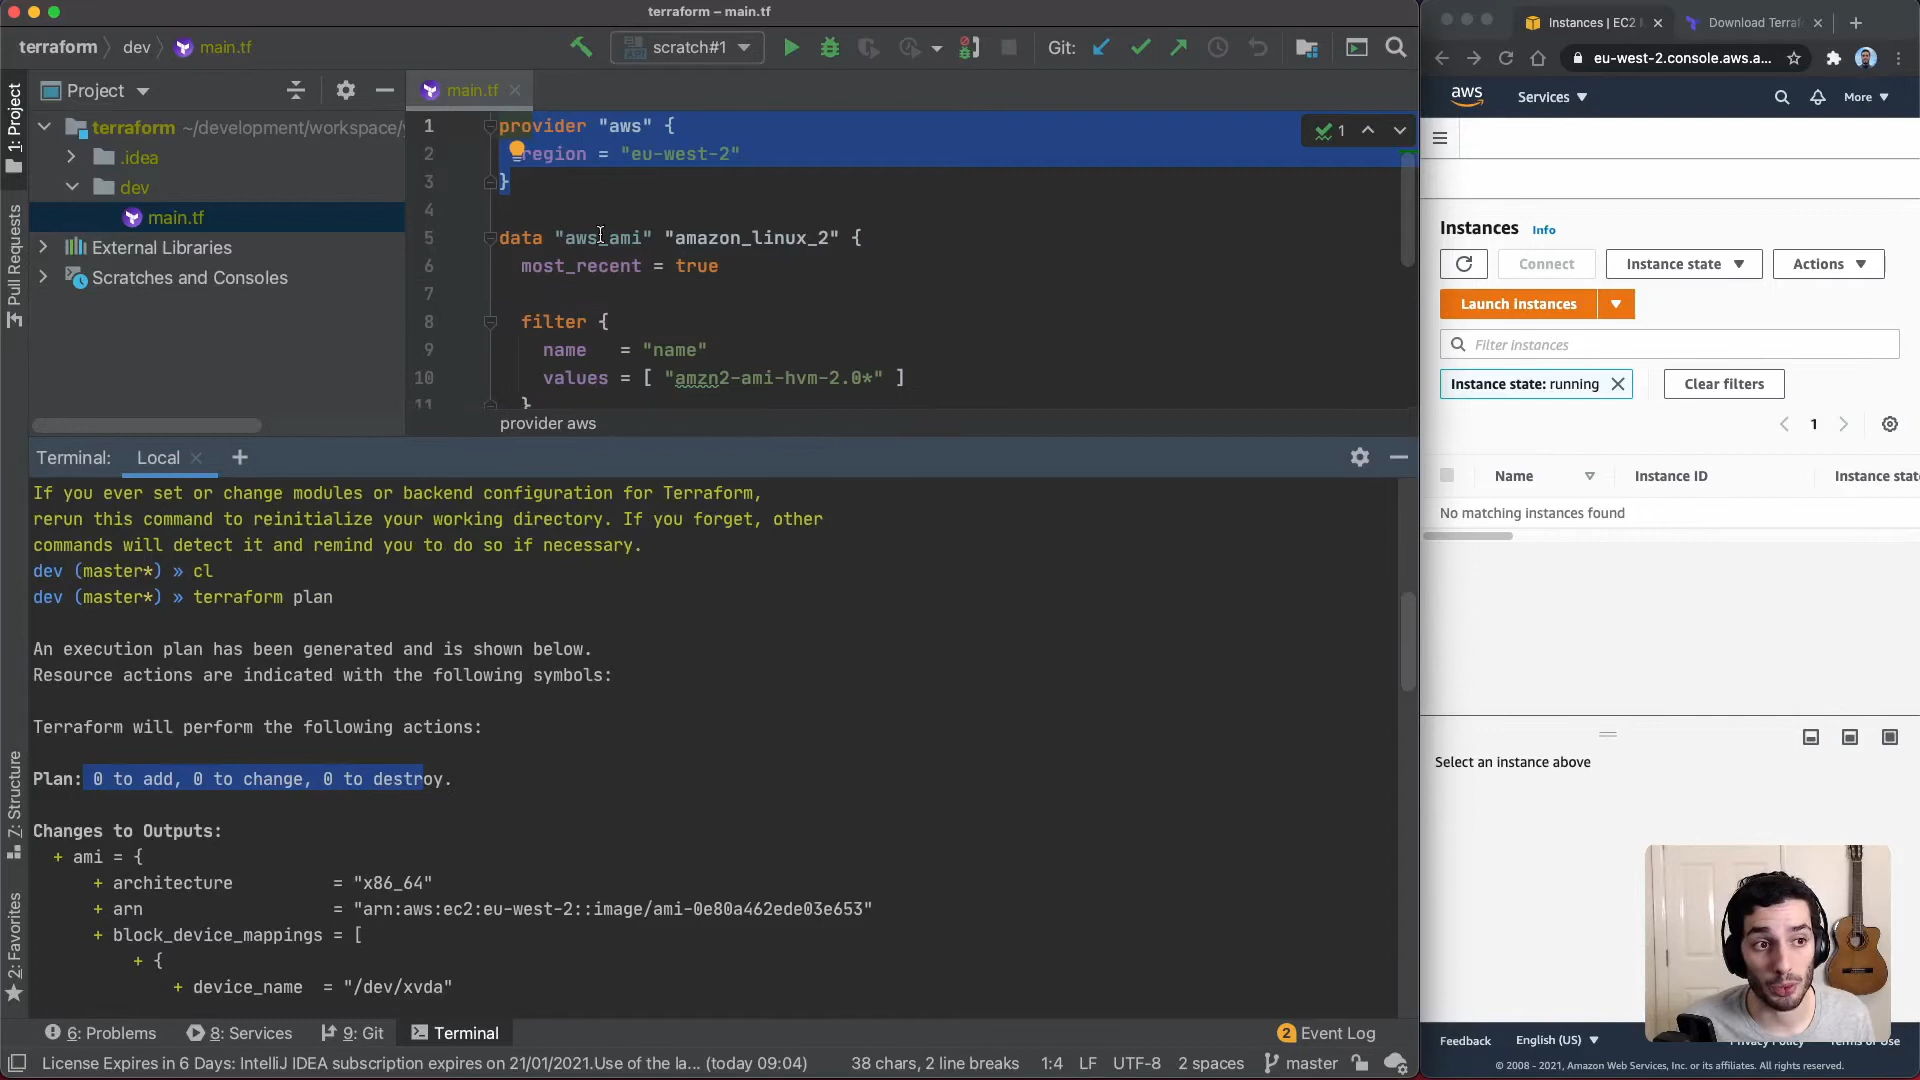 terraform – main.tf
terraform
dev
main.tf
scratch#1
Git:
Project
main.tf
1: Project
Pull Requests
7: Structure
2: Favorites
terraform ~/development/workspace/
.idea
dev
main.tf
External Libraries
Scratches and Consoles
1 provider "aws" {
2 region = "eu-west-2"
3 }
4
5 data "aws_ami" "amazon_linux_2" {
6 most_recent = true
7
8 filter {
9 name = "name"
10 values = [ "amzn2-ami-hvm-2.0*" ]
11 }
1
provider aws
Terminal: Local
If you ever set or change modules or backend configuration for Terraform,
rerun this command to reinitialize your working directory. If you forget, other
commands will detect it and remind you to do so if necessary.
dev (master*) » cl
dev (master*) » terraform plan
An execution plan has been generated and is shown below.
Resource actions are indicated with the following symbols:
Terraform will perform the following actions:
Plan: 0 to add, 0 to change, 0 to destroy.
Changes to Outputs:
+ ami = {
+ architecture = "x86_64"
+ arn = "arn:aws:ec2:eu-west-2::image/ami-0e80a462ede03e653"
+ block_device_mappings = [
+ {
+ device_name = "/dev/xvda"
6: Problems
8: Services
9: Git
Terminal
2 Event Log
License Expires in 6 Days: IntelliJ IDEA subscription expires on 21/01/2021.Use of the la... (today 09:04)
38 chars, 2 line breaks
1:4
LF
UTF-8
2 spaces
master
Instances | EC2
Download Terraf
eu-west-2.console.aws.a...
aws
Services
More
Instances
Info
Connect
Instance state
Actions
Launch instances
Filter instances
Instance state: running
Clear filters
1
Name
Instance ID
Instance stat
No matching instances found
Select an instance above
Feedback
English (US)
Privacy Policy
Terms of Use
© 2008 - 2021, Amazon Web Services, Inc. or its affiliates. All rights reserved.